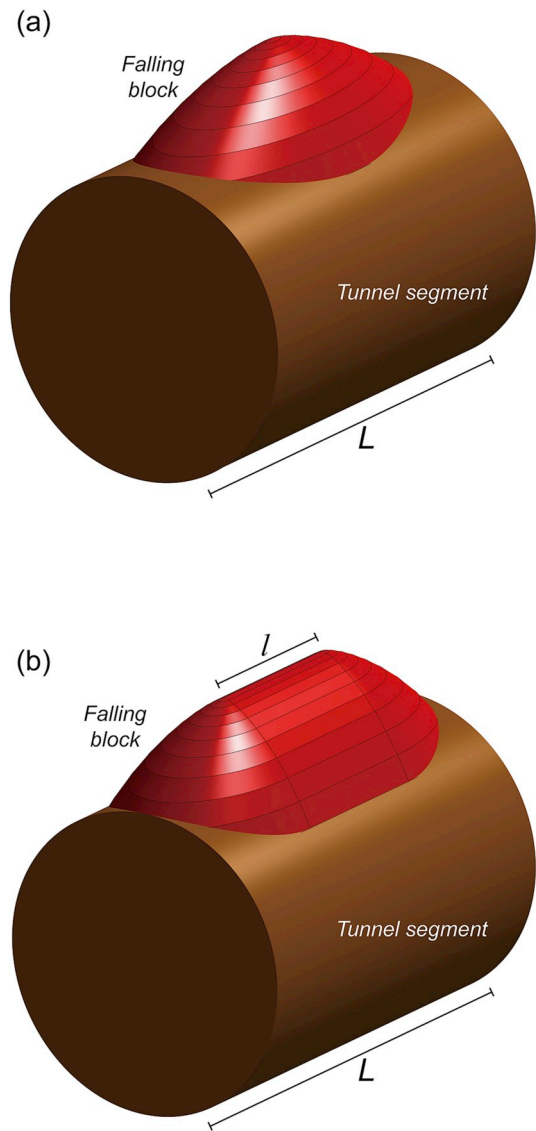 (a)
Falling
block
Tunnel segment
L
(b)
l
Falling
block
Tunnel segment
L